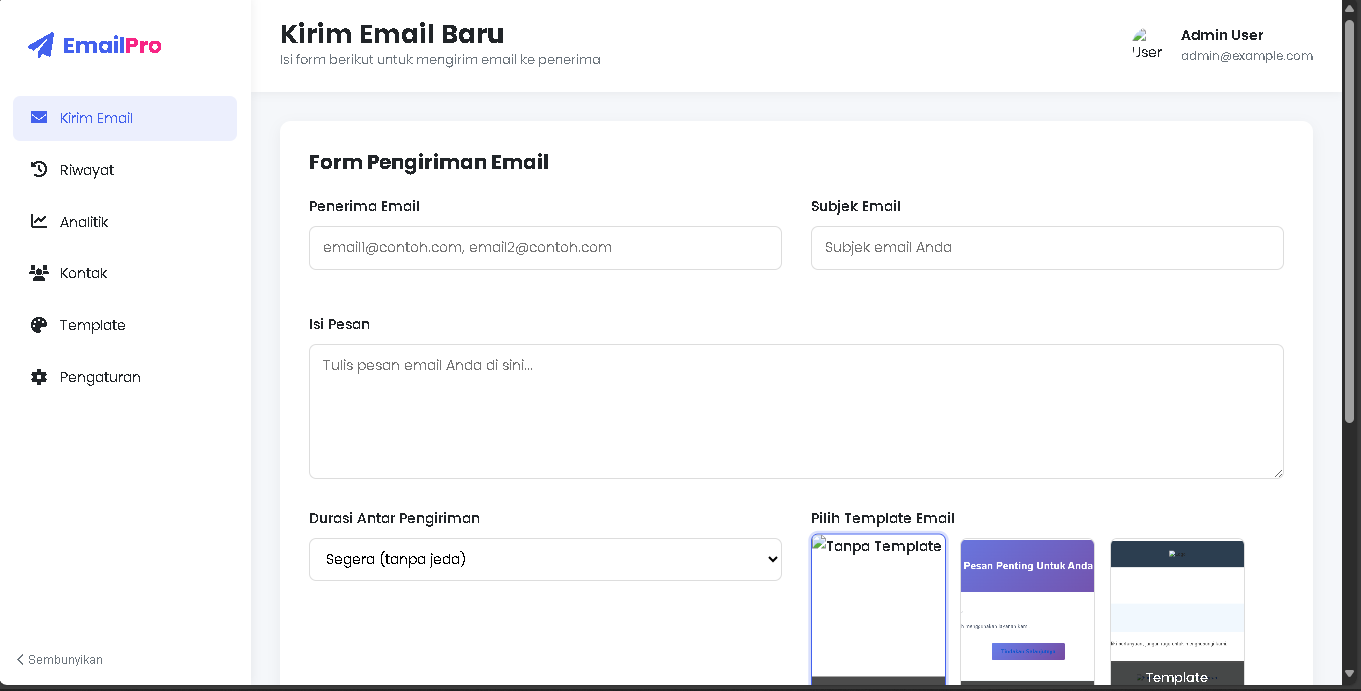 EmailPro
Kirim Email
Riwayat
Analitik
Kontak
Template
Pengaturan
Sembunyikan
Kirim Email Baru
Isi form berikut untuk mengirim email ke penerima
User
Admin User
admin@example.com
Form Pengiriman Email
Penerima Email
email1@contoh.com, email2@contoh.com
Subjek Email
Subjek email Anda
Isi Pesan
Tulis pesan email Anda di sini...
Durasi Antar Pengiriman
Segera (tanpa jeda)
Pilih Template Email
Tanpa Template
Pesan Penting Untuk Anda
menggunakan layanan kami
Template